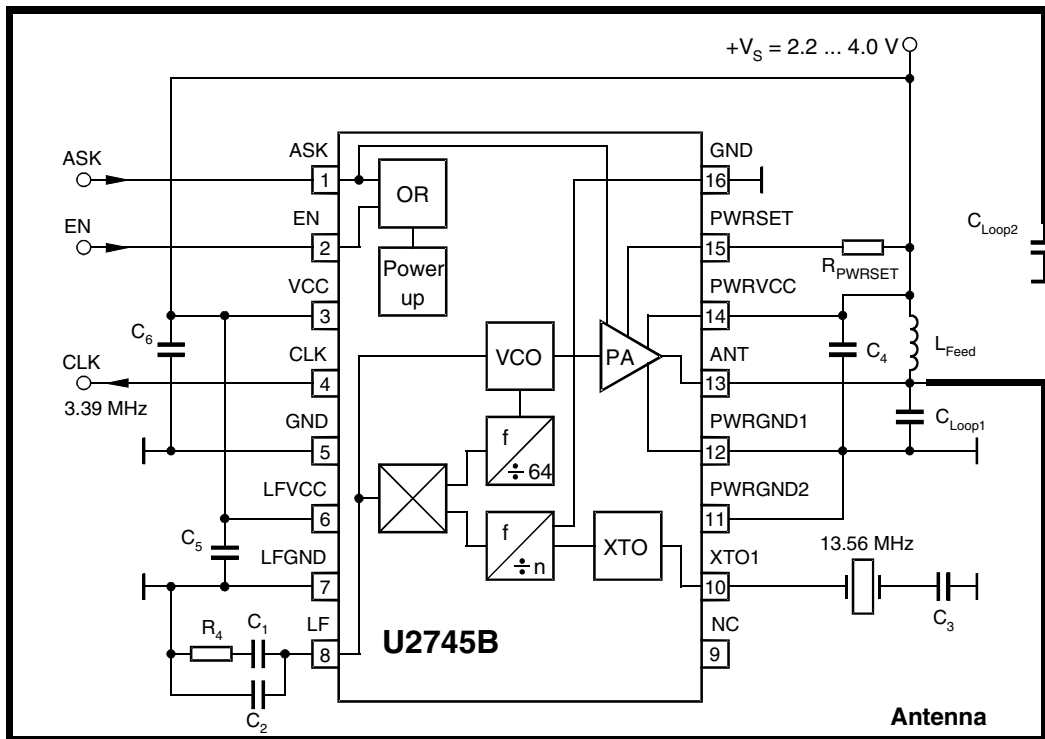 +V_S = 2.2 ... 4.0 V
ASK
ASK
1
OR
GND
16
EN
EN
2
PWRSET
15
R_PWRSET
C_Loop2
Power
up
VCC
3
PWRVCC
14
C_6
VCO
PA
C_4
L_Feed
CLK
CLK
4
ANT
13
3.39 MHz
C_Loop1
GND
5
f
÷ 64
PWRGND1
12
LFVCC
6
PWRGND2
11
C_5
LFGND
7
f
÷ n
XTO
XTO1
10
13.56 MHz
C_3
R_4
C_1
LF
8
U2745B
NC
9
C_2
Antenna